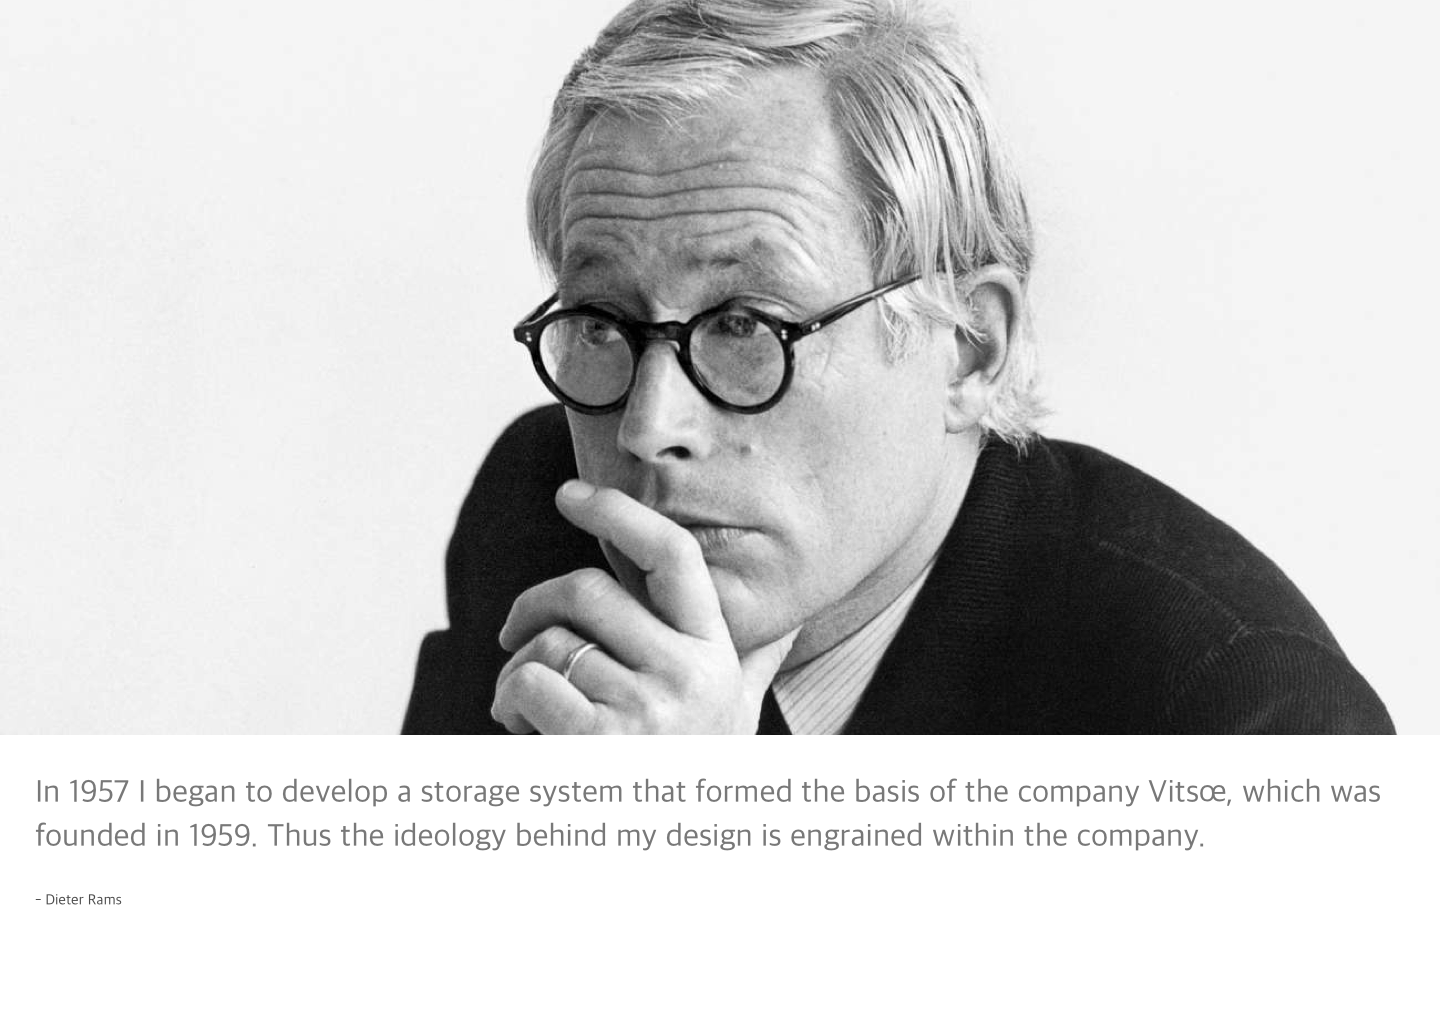 In 1957 I began to develop a storage system that formed the basis of the company Vitsœ, which was
founded in 1959. Thus the ideology behind my design is engrained within the company.
– Dieter Rams